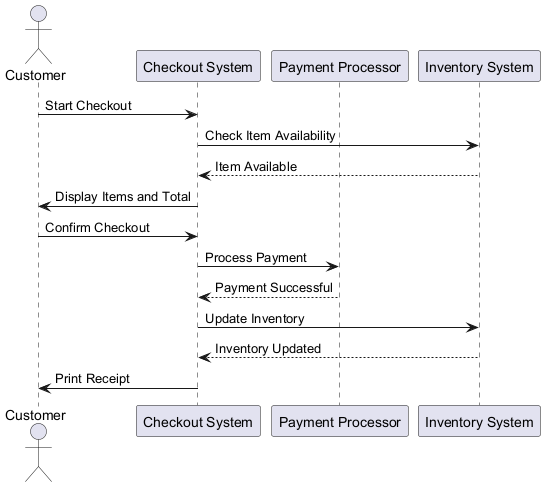 Customer
Checkout System
Payment Processor
Inventory System
Start Checkout
Check Item Availability
Item Available
Display Items and Total
Confirm Checkout
Process Payment
Payment Successful
Update Inventory
Inventory Updated
Print Receipt
Customer
Checkout System
Payment Processor
Inventory System